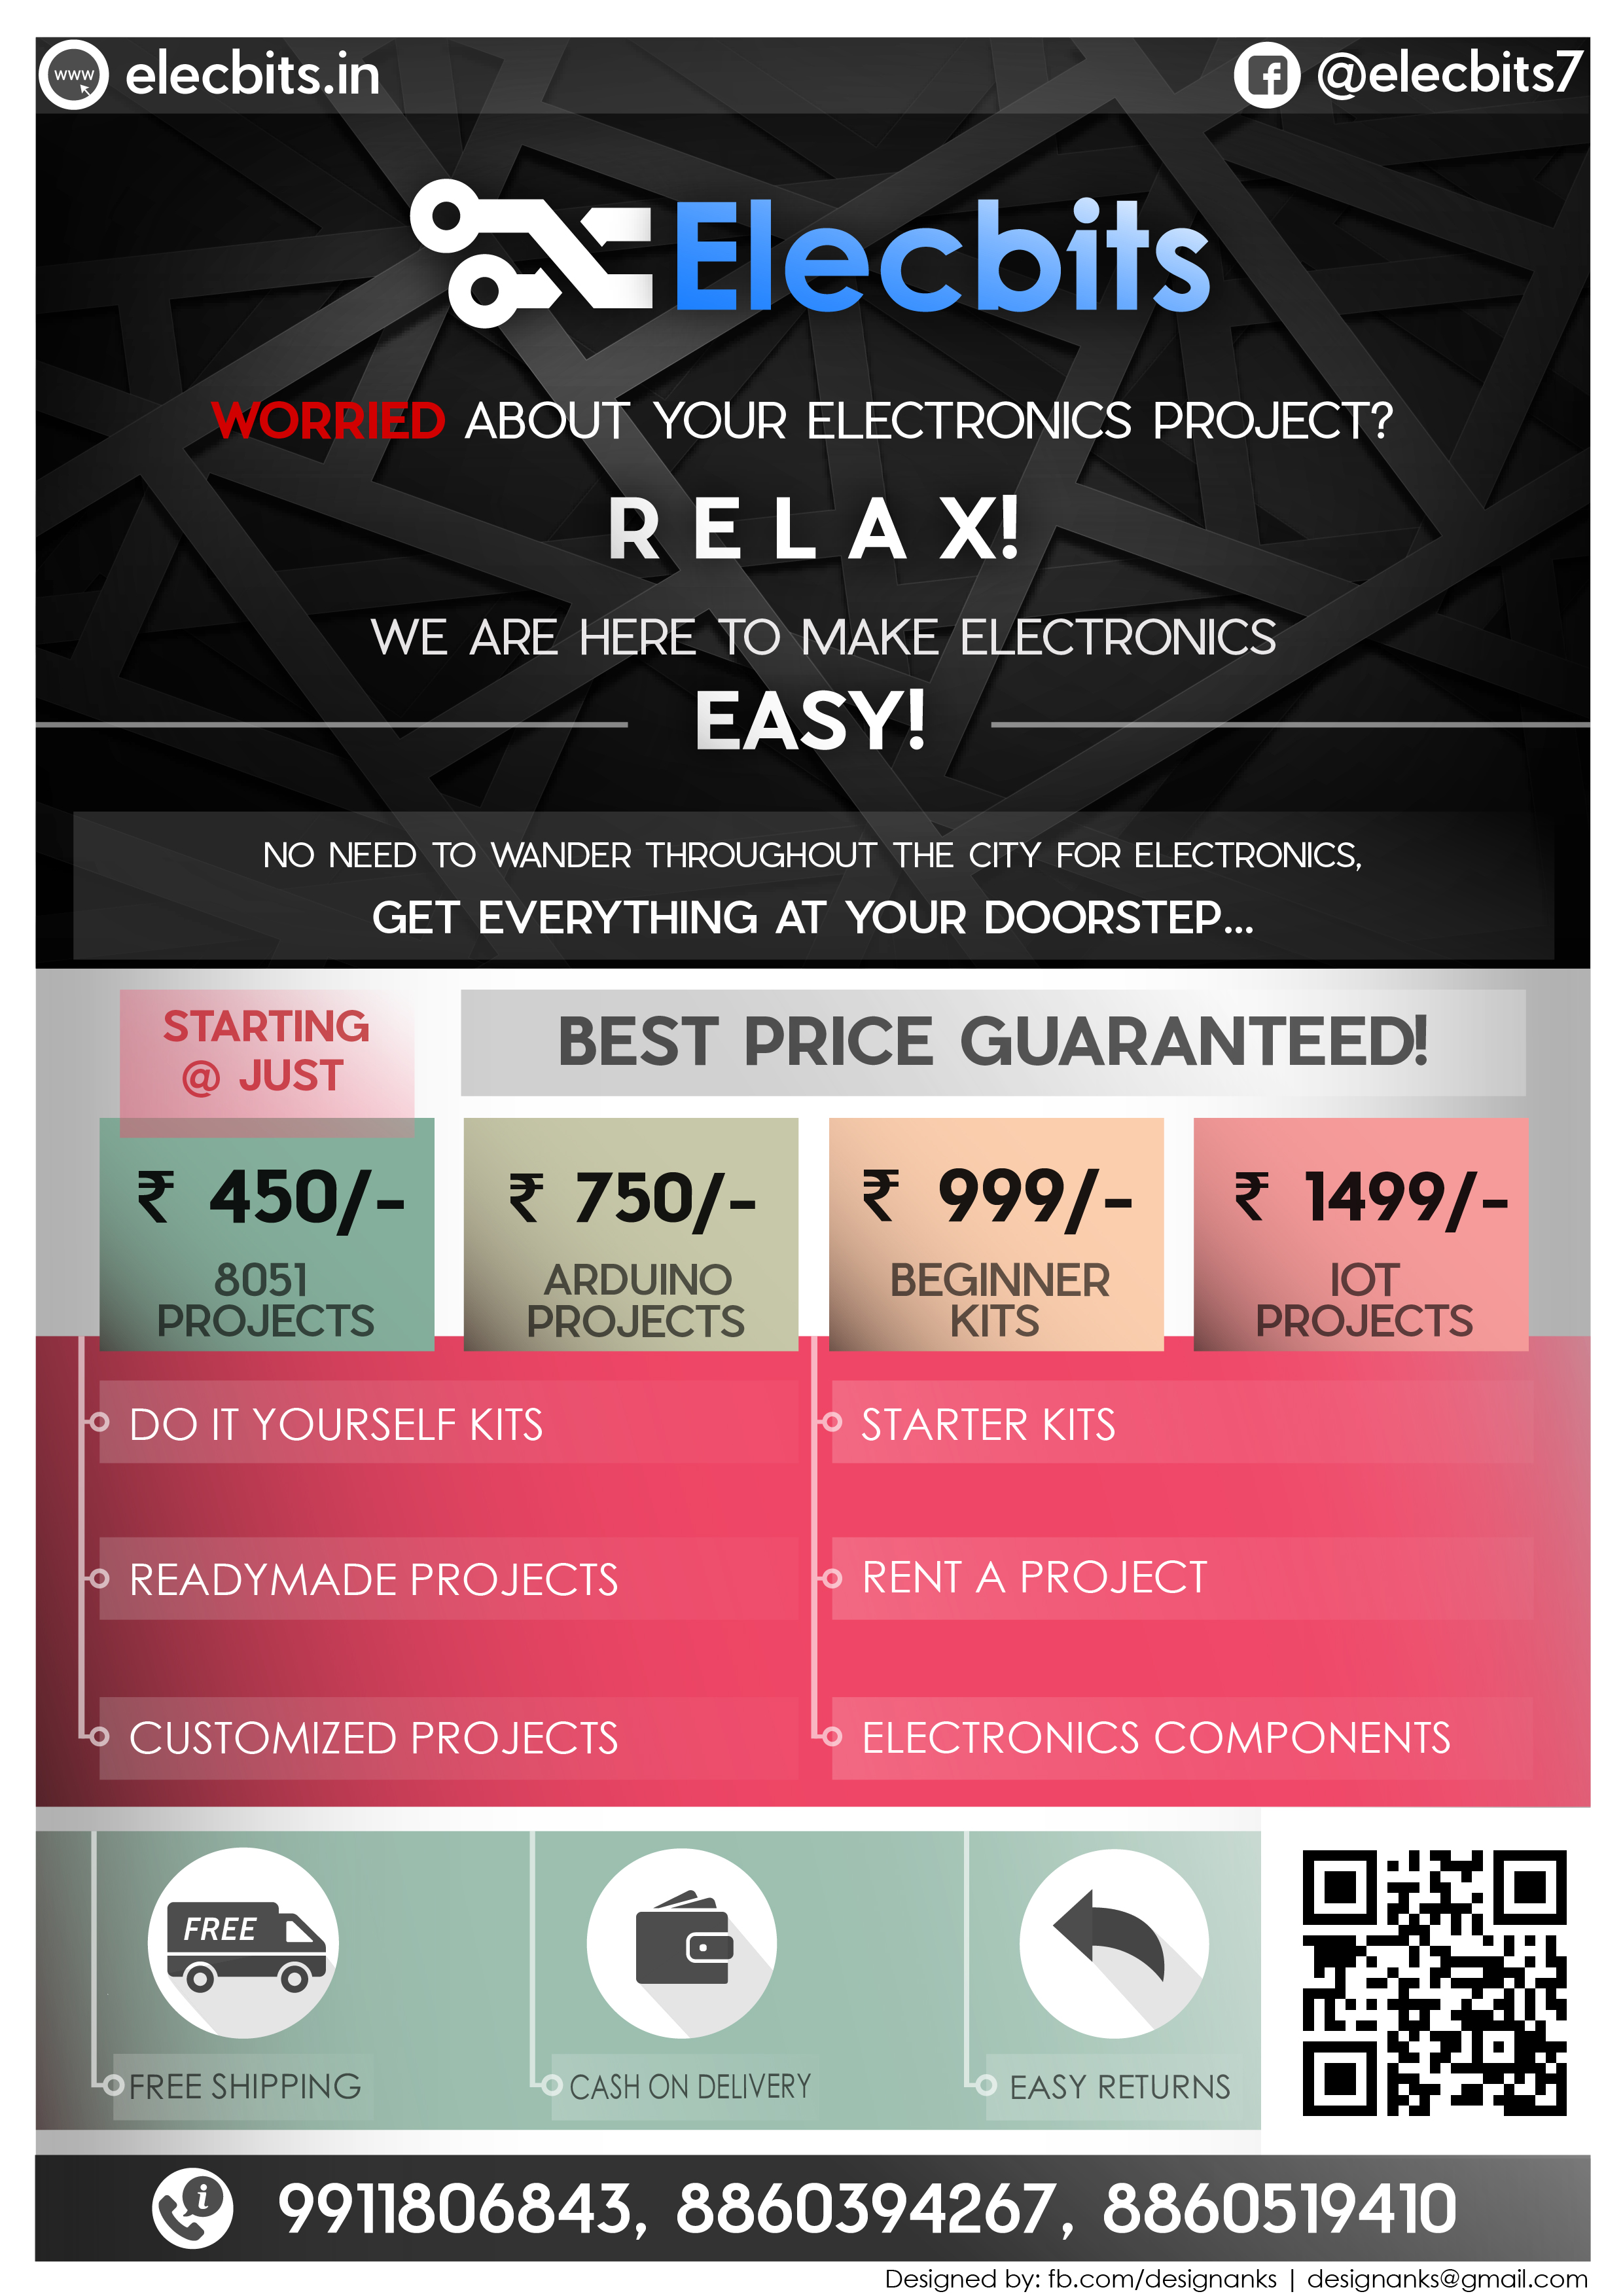 www
elecbits.in
@elecbits7
Elecbits
WORRIED ABOUT YOUR ELECTRONICS PROJECT?
RELAX!
WE ARE HERE TO MAKE ELECTRONICS
EASY!
NO NEED TO WANDER THROUGHOUT THE CITY FOR ELECTRONICS,
GET EVERYTHING AT YOUR DOORSTEP...
STARTING
@ JUST
BEST PRICE GUARANTEED!
₹ 450/-
8051
PROJECTS
₹ 750/-
ARDUINO
PROJECTS
₹ 999/-
BEGINNER
KITS
₹ 1499/-
IOT
PROJECTS
DO IT YOURSELF KITS
STARTER KITS
READYMADE PROJECTS
RENT A PROJECT
CUSTOMIZED PROJECTS
ELECTRONICS COMPONENTS
FREE
FREE SHIPPING
CASH ON DELIVERY
EASY RETURNS
9911806843, 8860394267, 8860519410
Designed by: fb.com/designanks | designanks@gmail.com